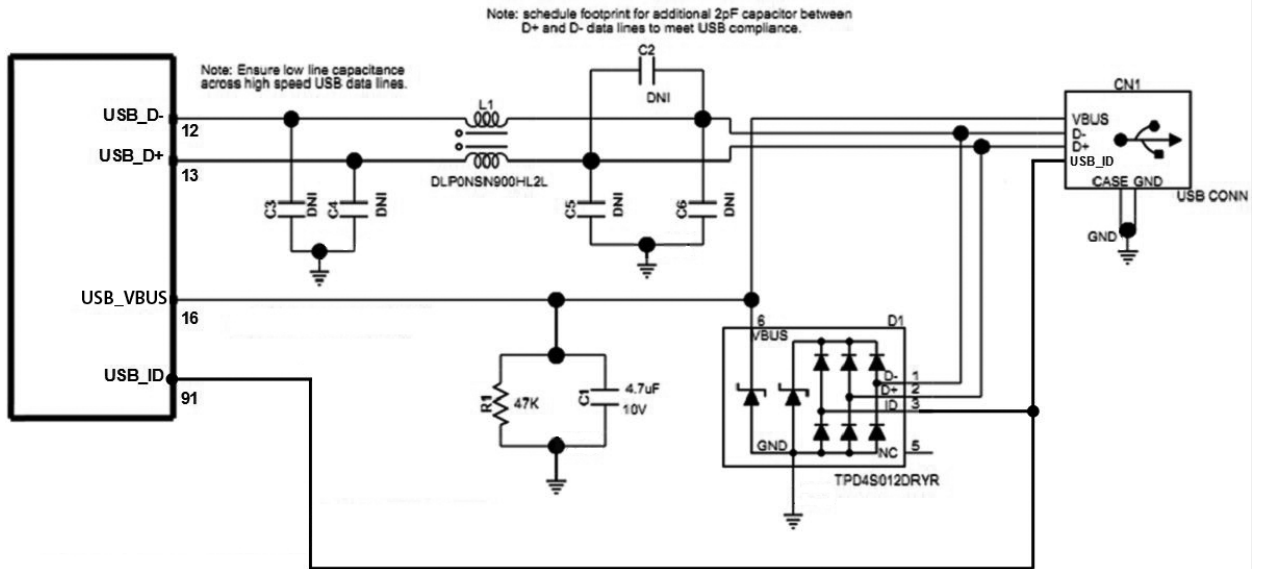 Note: schedule footprint for additional 2pF capacitor between
D+ and D- data lines to meet USB compliance.
C2
DNI
Note: Ensure low line capacitance
across high speed USB data lines.
L1
CN1
USB_D-
12
USB_D+
13
DLP0NSN900HL2L
VBUS
D-
D+
USB_ID
CASE GND
USB CONN
GND
C3
DNI
C4
DNI
C5
DNI
C6
DNI
USB_VBUS
16
USB_ID
91
R1
47K
C1
4.7uF
10V
6
D1
VBUS
D- 1
D+ 2
ID 3
GND
NC 5
TPD4S012DRYR